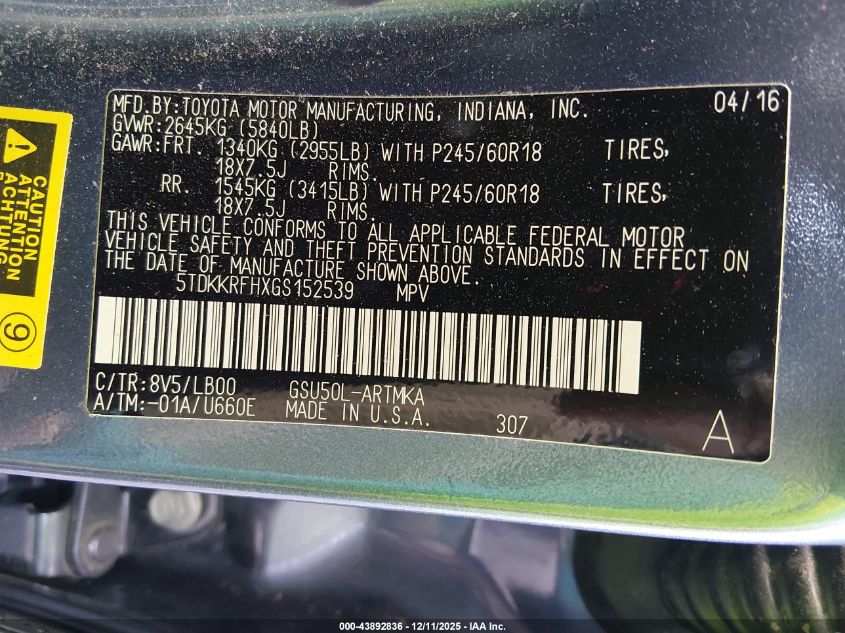 MFD.BY:TOYOTA MOTOR MANUFACTURING, INDIANA, INC. 04/16
GVWR:2645KG (5840LB)
GAWR:FRT. 1340KG (2955LB) WITH P245/60R18 TIRES,
18X7.5J RIMS.
RR. 1545KG (3415LB) WITH P245/60R18 TIRES,
18X7.5J RIMS.
THIS VEHICLE CONFORMS TO ALL APPLICABLE FEDERAL MOTOR
VEHICLE SAFETY AND THEFT PREVENTION STANDARDS IN EFFECT ON
THE DATE OF MANUFACTURE SHOWN ABOVE.
5TDKKRFHXGS152539 MPV
C/TR:8V5/LB00 GSU50L-ARTMKA
A/TM:-01A/U660E MADE IN U.S.A. 307 A
CAUTION
ATTENTION
ACHTUNG
9
000-43892836 - 12/11/2025 - IAA Inc.